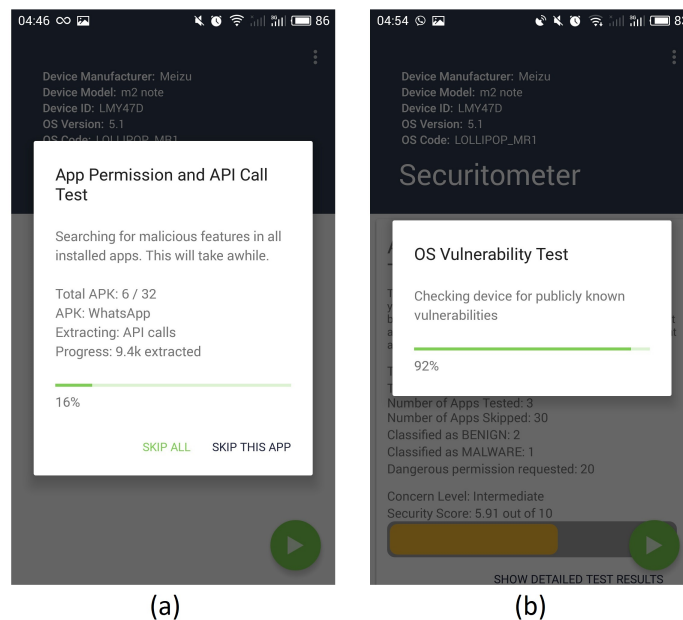 04:46
86
Device Manufacturer: Meizu
Device Model: m2 note
Device ID: LMY47D
OS Version: 5.1
OS Code: LOLLIPOP_MR1
App Permission and API Call
Test
Searching for malicious features in all
installed apps. This will take awhile.
Total APK: 6 / 32
APK: WhatsApp
Extracting: API calls
Progress: 9.4k extracted
16%
SKIP ALL SKIP THIS APP
(a)
04:54
3G
Device Manufacturer: Meizu
Device Model: m2 note
Device ID: LMY47D
OS Version: 5.1
OS Code: LOLLIPOP_MR1
Securitometer
OS Vulnerability Test
Checking device for publicly known
vulnerabilities
92%
Number of Apps Tested: 3
Number of Apps Skipped: 30
Classified as BENIGN: 2
Classified as MALWARE: 1
Dangerous permission requested: 20
Concern Level: Intermediate
Security Score: 5.91 out of 10
SHOW DETAILED TEST RESULTS
(b)